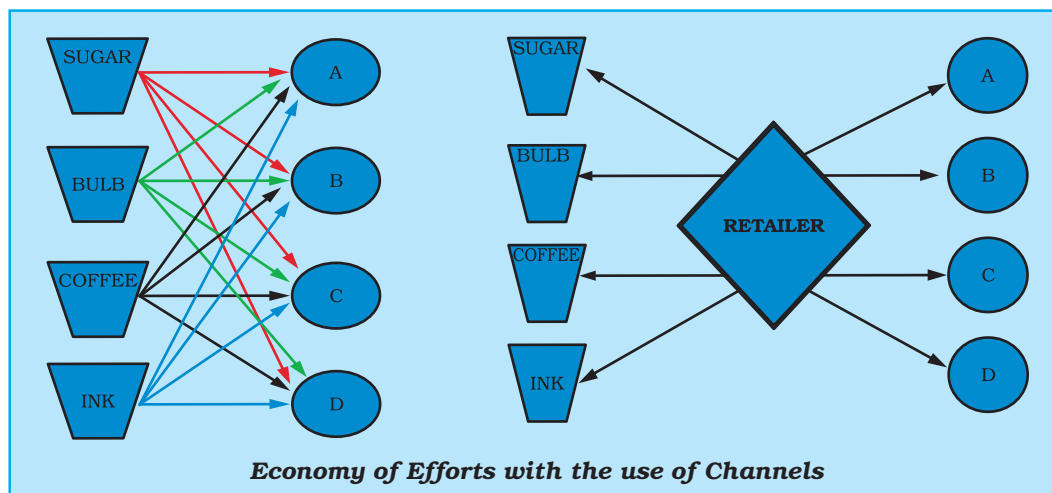 SUGAR
A
BULB
B
COFFEE
C
INK
D
SUGAR
A
BULB
B
RETAILER
COFFEE
C
INK
D
Economy of Efforts with the use of Channels